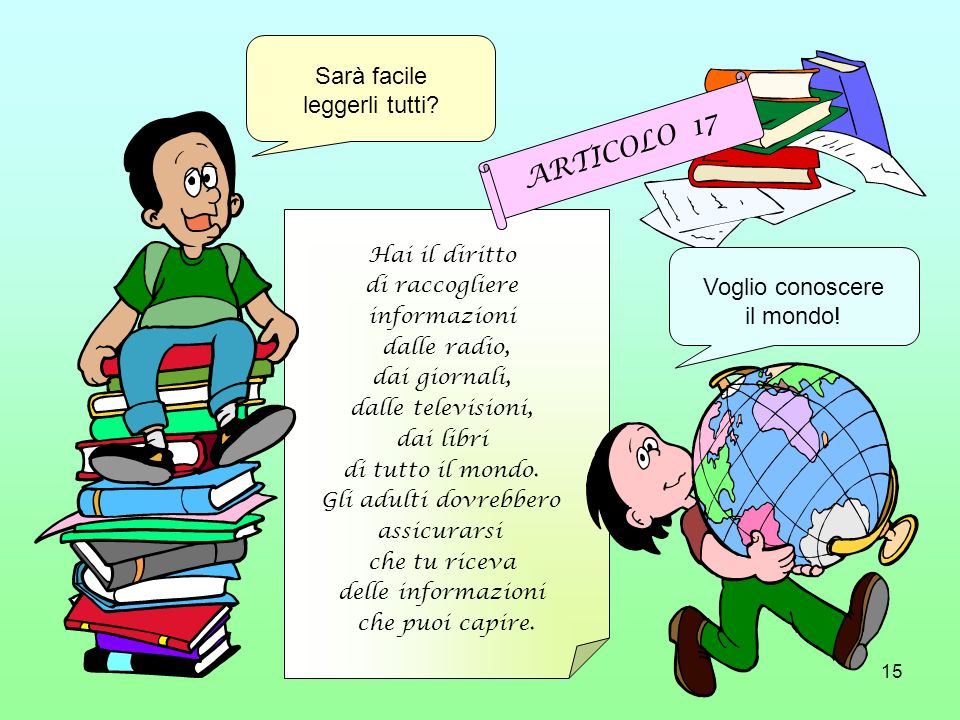 Sarà facile
leggerli tutti?
ARTICOLO 17
Hai il diritto
di raccogliere
informazioni
dalle radio,
dai giornali,
dalle televisioni,
dai libri
di tutto il mondo.
Gli adulti dovrebbero
assicurarsi
che tu riceva
delle informazioni
che puoi capire.
Voglio conoscere
il mondo!
15